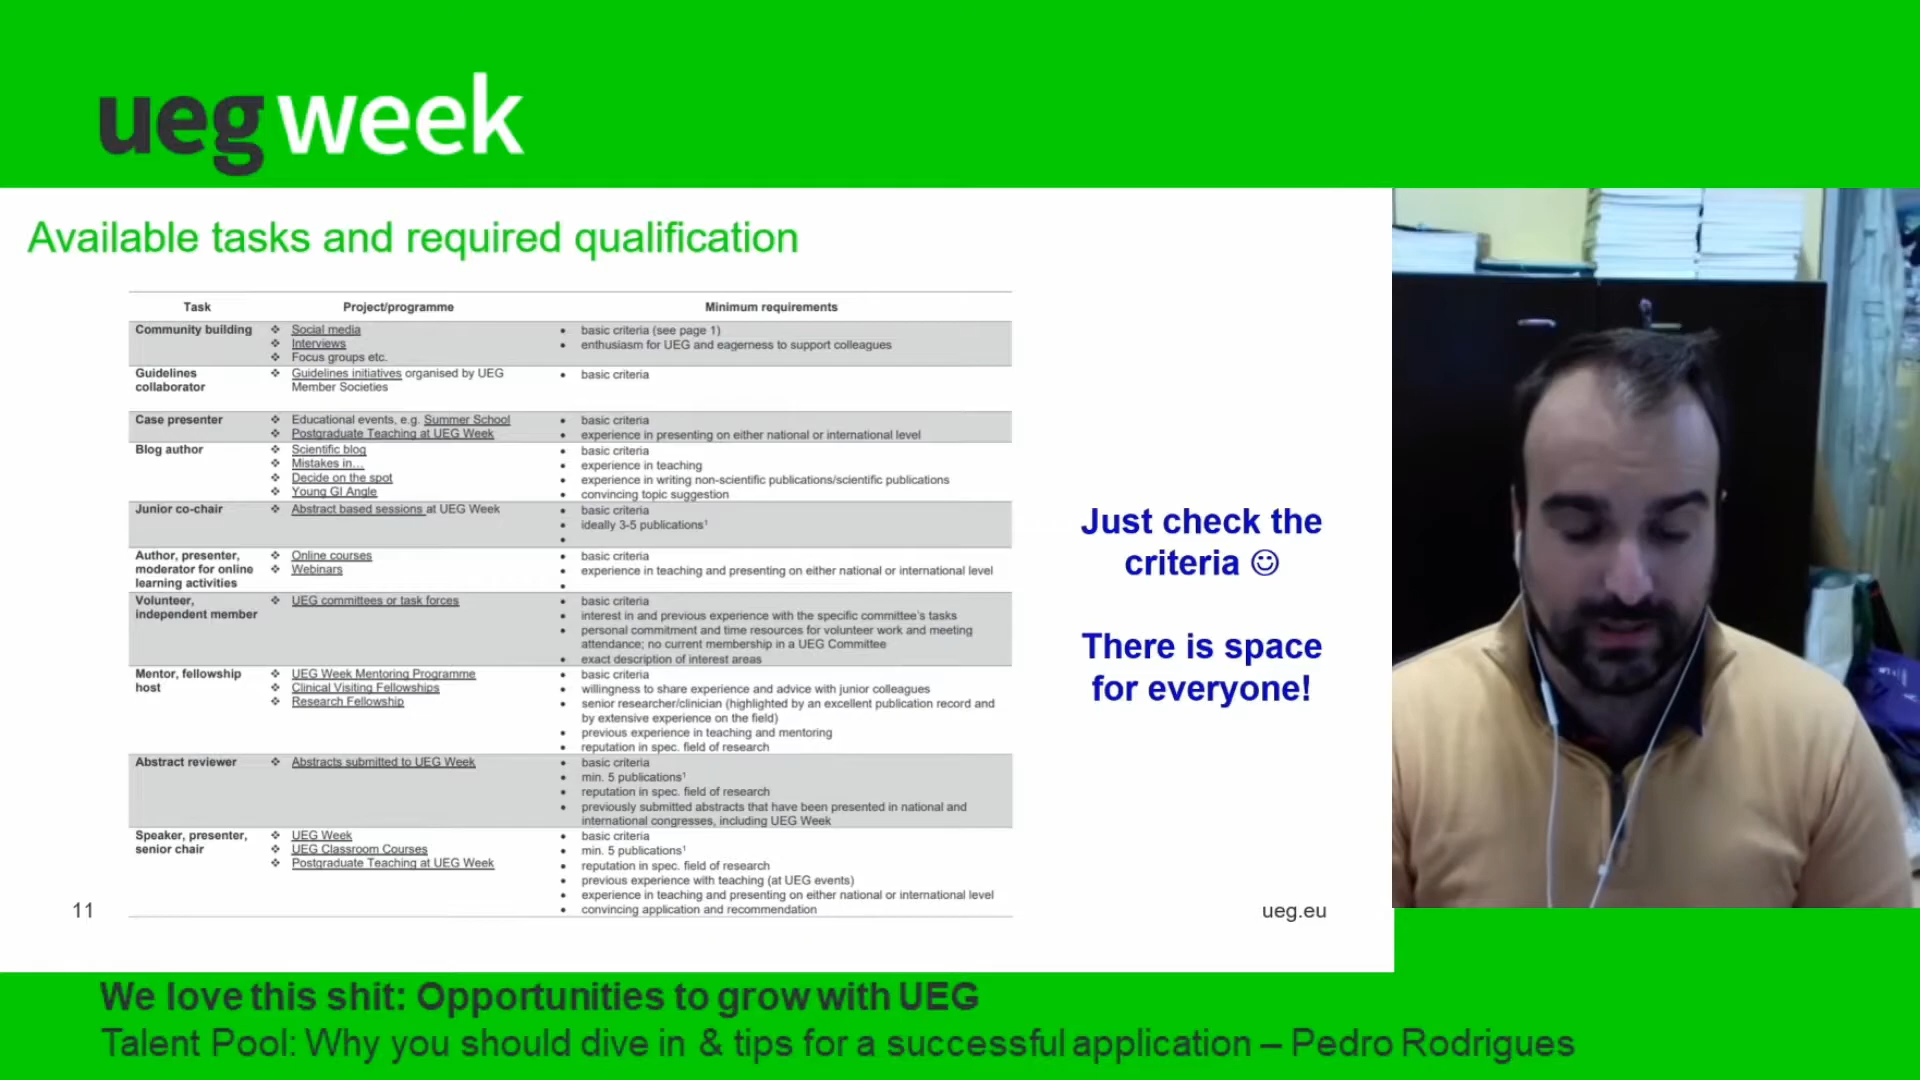 ueg week
Available tasks and required qualification
Task Project/programme Minimum requirements
Community building
❖ Social media
❖ Interviews
❖ Focus groups etc.
• basic criteria (see page 1)
• enthusiasm for UEG and eagerness to support colleagues
Guidelines
collaborator
❖ Guidelines initiatives organised by UEG
Member Societies
• basic criteria
Case presenter
❖ Educational events, e.g. Summer School
❖ Postgraduate Teaching at UEG Week
• basic criteria
• experience in presenting on either national or international level
Blog author
❖ Scientific blog
❖ Mistakes in…
❖ Decide on the spot
❖ Young GI Angle
• basic criteria
• experience in teaching
• experience in writing non-scientific publications/scientific publications
• convincing topic suggestion
Junior co-chair
❖ Abstract based sessions at UEG Week
• basic criteria
• ideally 3-5 publications¹
•
Author, presenter,
moderator for online
learning activities
❖ Online courses
❖ Webinars
• basic criteria
• experience in teaching and presenting on either national or international level
•
Volunteer,
independent member
❖ UEG committees or task forces
• basic criteria
• interest in and previous experience with the specific committee's tasks
• personal commitment and time resources for volunteer work and meeting
attendance; no current membership in a UEG Committee
• exact description of interest areas
Mentor, fellowship
host
❖ UEG Week Mentoring Programme
❖ Clinical Visiting Fellowships
❖ Research Fellowship
• basic criteria
• willingness to share experience and advice with junior colleagues
• senior researcher/clinician (highlighted by an excellent publication record and
by extensive experience on the field)
• previous experience in teaching and mentoring
• reputation in spec. field of research
Abstract reviewer
❖ Abstracts submitted to UEG Week
• basic criteria
• min. 5 publications¹
• reputation in spec. field of research
• previously submitted abstracts that have been presented in national and
international congresses, including UEG Week
Speaker, presenter,
senior chair
❖ UEG Week
❖ UEG Classroom Courses
❖ Postgraduate Teaching at UEG Week
• basic criteria
• min. 5 publications¹
• reputation in spec. field of research
• previous experience with teaching (at UEG events)
• experience in teaching and presenting on either national or international level
• convincing application and recommendation
Just check the
criteria ☺
There is space
for everyone!
11
ueg.eu
We love this shit: Opportunities to grow with UEG
Talent Pool: Why you should dive in & tips for a successful application – Pedro Rodrigues